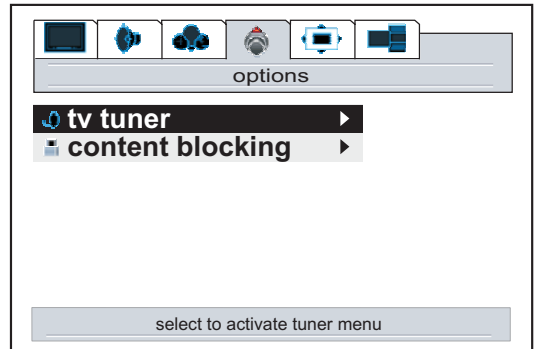 options
tv tuner
content blocking
select to activate tuner menu